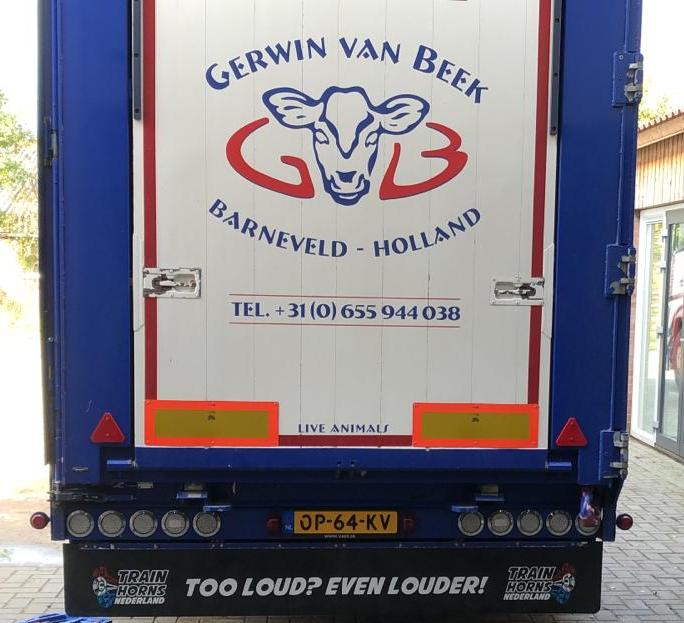 GERWIN VAN BEEK
G B
BARNEVELD - HOLLAND
TEL. +31(0) 655 944 038
LIVE ANIMALS
NL OP-64-KV
TRAIN HORNS NEDERLAND
TOO LOUD? EVEN LOUDER!
TRAIN HORNS NEDERLAND